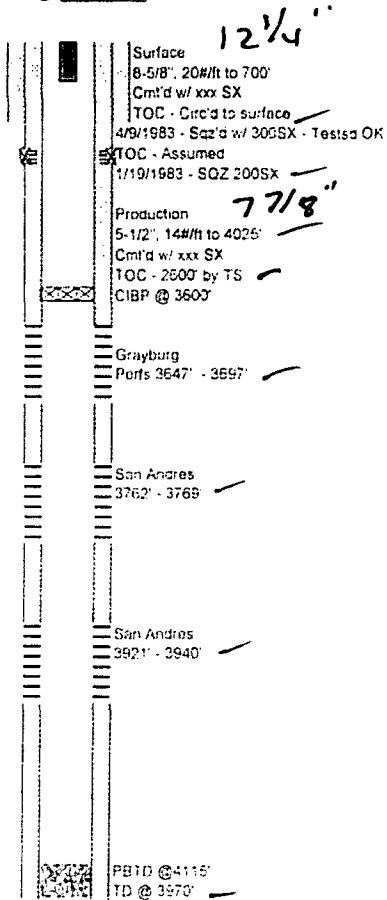 12 1/4"
Surface
8-5/8", 20#/ft to 700'
Cmt'd w/ xxx SX
TOC - Circ'd to surface
4/9/1983 - Sqz'd w/ 300SX - Tested OK
TOC - Assumed
1/19/1983 - SQZ 200SX
Production 7 7/8"
5-1/2", 14#/ft to 4025'
Cmt'd w/ xxx SX
TOC - 2600' by TS
CIBP @ 3600'
Grayburg
Perfs 3647' - 3697'
San Andres
3762' - 3769'
San Andres
3921' - 3940'
PBTD @4115'
TD @ 3970'